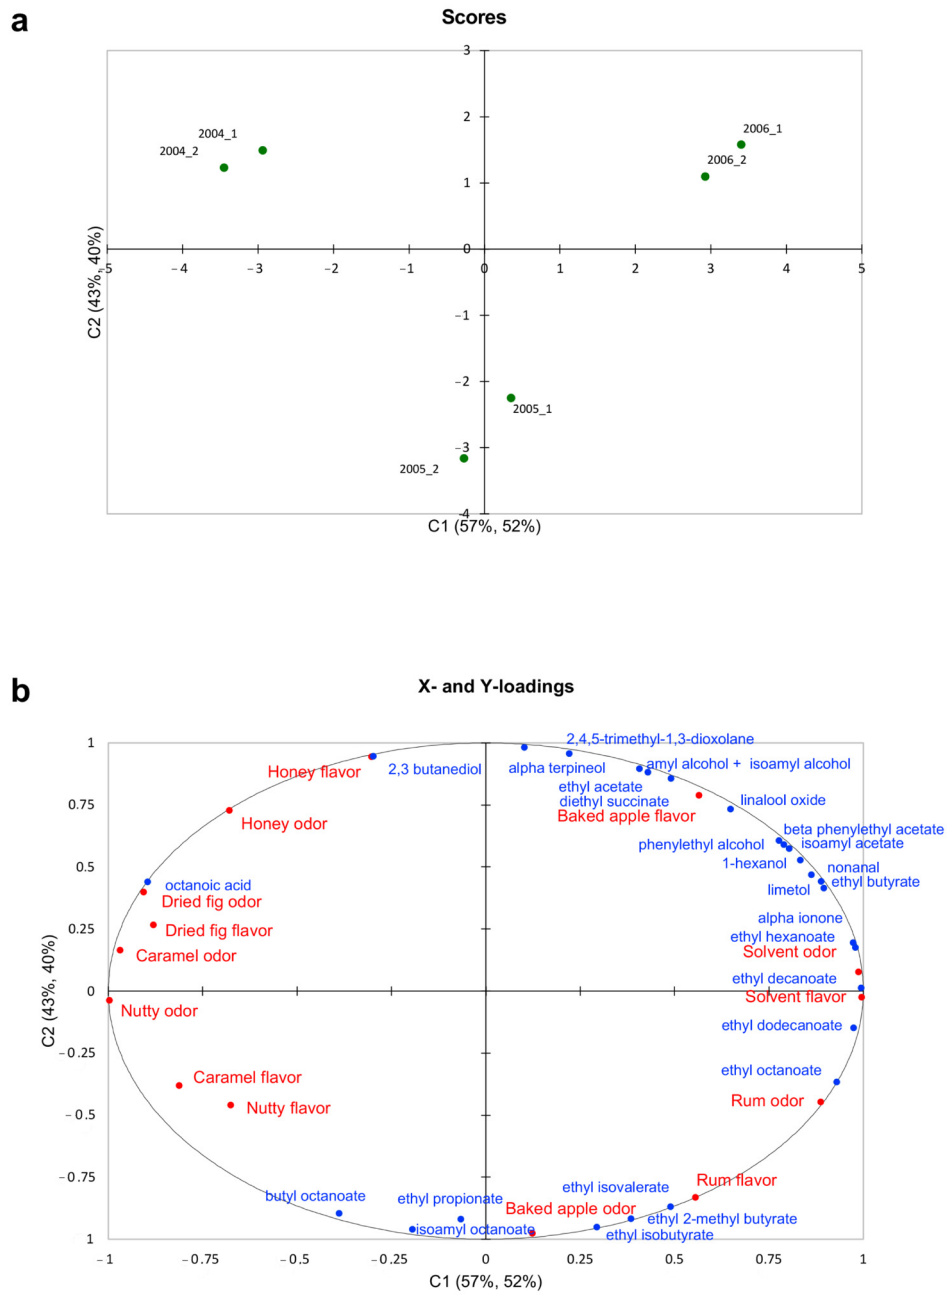 a
Scores
3
2004_1
2004_2
2
2006_1
2006_2
1
0
−5
−4
−3
−2
−1
0
1
2
3
4
5
C2 (43%, 40%)
−1
−2
2005_1
−3
2005_2
-4
C1 (57%, 52%)
b
X- and Y-loadings
1
2,4,5-trimethyl-1,3-dioxolane
Honey flavor
2,3 butanediol
alpha terpineol
amyl alcohol + isoamyl alcohol
ethyl acetate
diethyl succinate
0.75
Baked apple flavor
linalool oxide
Honey odor
beta phenylethyl acetate
phenylethyl alcohol
isoamyl acetate
1-hexanol
nonanal
0.5
octanoic acid
limetol
ethyl butyrate
Dried fig odor
alpha ionone
0.25
Dried fig flavor
ethyl hexanoate
Caramel odor
Solvent odor
ethyl decanoate
0
Solvent flavor
Nutty odor
C2 (43%, 40%)
ethyl dodecanoate
−0.25
Caramel flavor
ethyl octanoate
Nutty flavor
Rum odor
−0.5
−0.75
Rum flavor
butyl octanoate
ethyl propionate
ethyl isovalerate
Baked apple odor
ethyl 2-methyl butyrate
isoamyl octanoate
ethyl isobutyrate
1
−1
−0.75
−0.5
−0.25
0
0.25
0.5
0.75
1
C1 (57%, 52%)